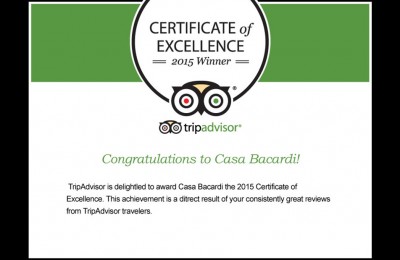 CERTIFICATE of
EXCELLENCE
2015 Winner
tripadvisor®
Congratulations to Casa Bacardi!
TripAdvisor is delightled to award Casa Bacardi the 2015 Certificate of
Excellence. This achievement is a ditrect result of your consistently great reviews
from TripAdvisor travelers.